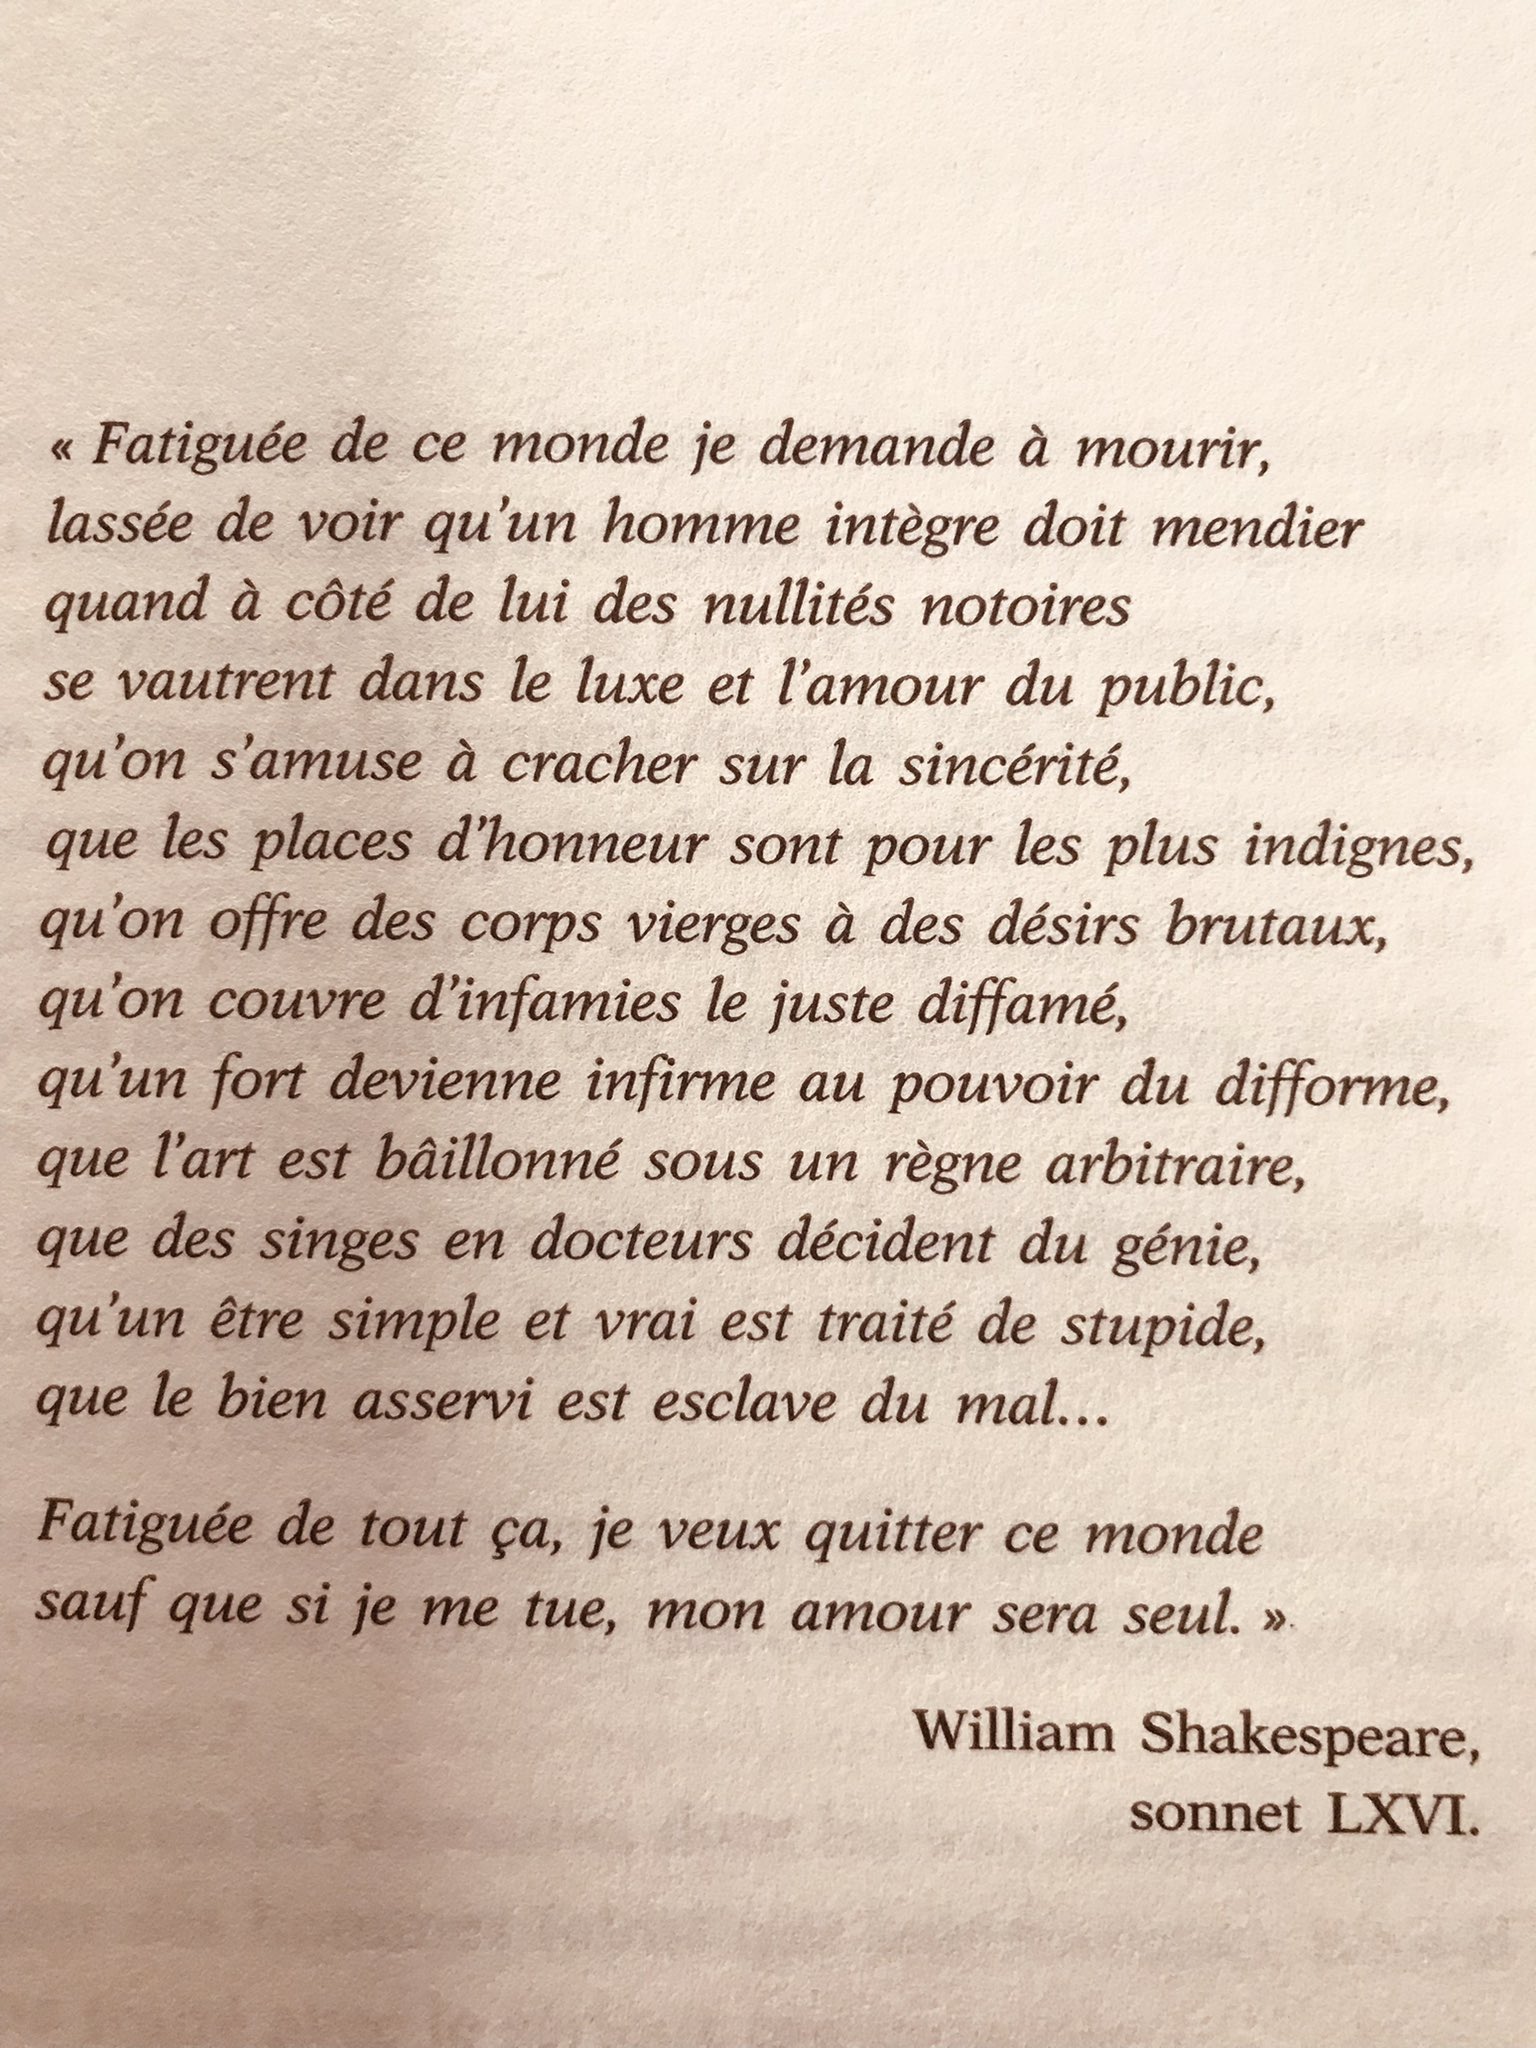 « Fatiguée de ce monde je demande à mourir,
lassée de voir qu’un homme intègre doit mendier
quand à côté de lui des nullités notoires
se vautrent dans le luxe et l’amour du public,
qu’on s’amuse à cracher sur la sincérité,
que les places d’honneur sont pour les plus indignes,
qu’on offre des corps vierges à des désirs brutaux,
qu’on couvre d’infamies le juste diffamé,
qu’un fort devienne infirme au pouvoir du difforme,
que l’art est bâillonné sous un règne arbitraire,
que des singes en docteurs décident du génie,
qu’un être simple et vrai est traité de stupide,
que le bien asservi est esclave du mal…
Fatiguée de tout ça, je veux quitter ce monde
sauf que si je me tue, mon amour sera seul. »
William Shakespeare,
sonnet LXVI.